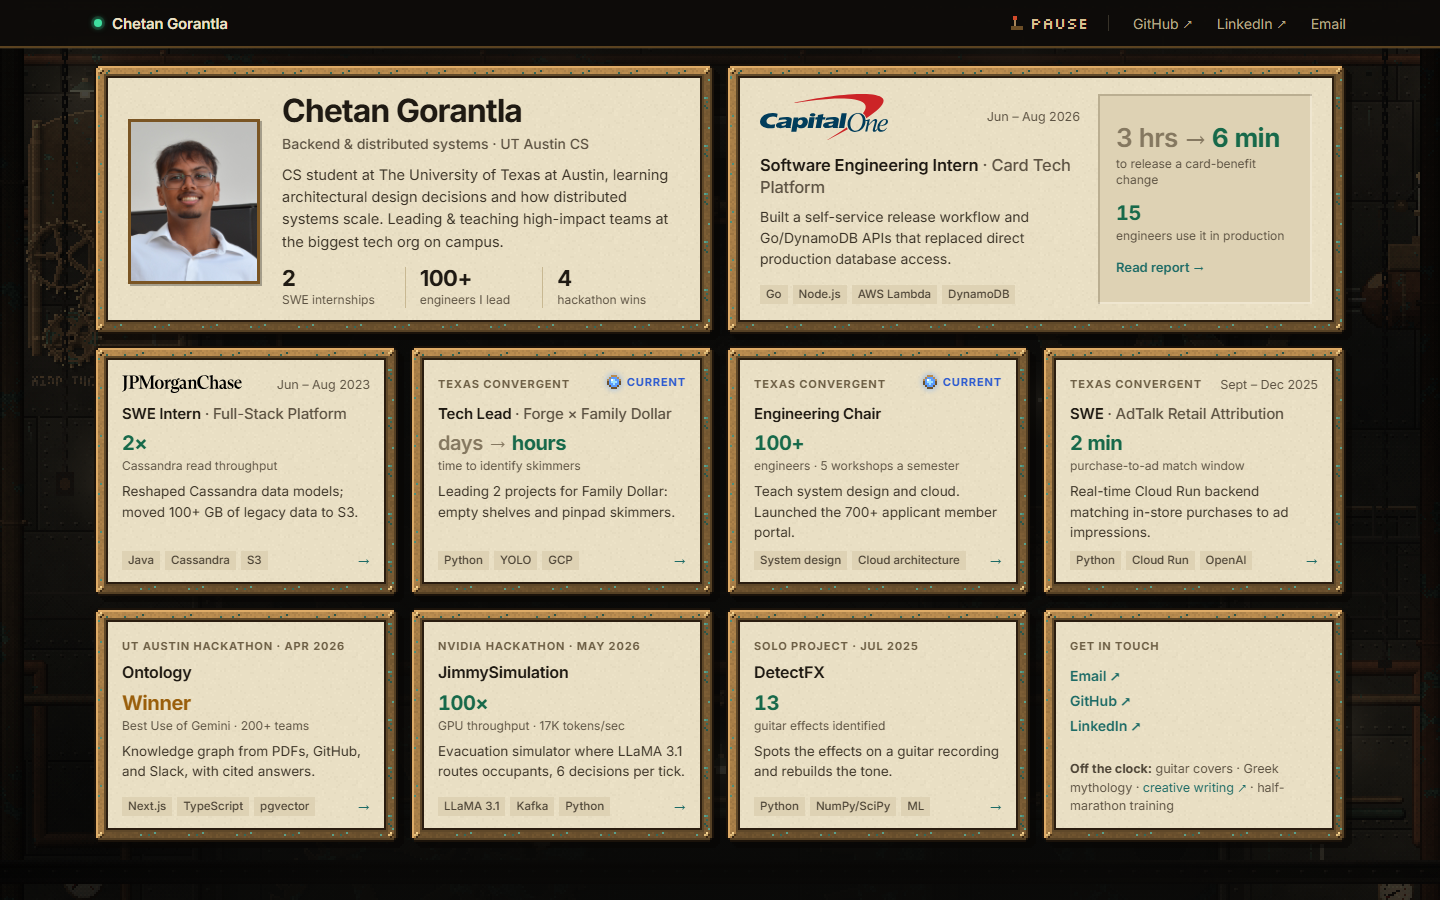 Chetan Gorantla
PAUSE
GitHub ↗
LinkedIn ↗
Email
Chetan Gorantla
Backend & distributed systems · UT Austin CS
CS student at The University of Texas at Austin, learning
architectural design decisions and how distributed
systems scale. Leading & teaching high-impact teams at
the biggest tech org on campus.
2
SWE internships
100+
engineers I lead
4
hackathon wins
Capital One
Jun – Aug 2026
Software Engineering Intern · Card Tech
Platform
Built a self-service release workflow and
Go/DynamoDB APIs that replaced direct
production database access.
Go Node.js AWS Lambda DynamoDB
3 hrs → 6 min
to release a card-benefit
change
15
engineers use it in production
Read report →
JPMorganChase
Jun – Aug 2023
SWE Intern · Full-Stack Platform
2×
Cassandra read throughput
Reshaped Cassandra data models;
moved 100+ GB of legacy data to S3.
Java Cassandra S3 →
TEXAS CONVERGENT
CURRENT
Tech Lead · Forge × Family Dollar
days → hours
time to identify skimmers
Leading 2 projects for Family Dollar:
empty shelves and pinpad skimmers.
Python YOLO GCP →
TEXAS CONVERGENT
CURRENT
Engineering Chair
100+
engineers · 5 workshops a semester
Teach system design and cloud.
Launched the 700+ applicant member
portal.
System design Cloud architecture →
TEXAS CONVERGENT
Sept – Dec 2025
SWE · AdTalk Retail Attribution
2 min
purchase-to-ad match window
Real-time Cloud Run backend
matching in-store purchases to ad
impressions.
Python Cloud Run OpenAI →
UT AUSTIN HACKATHON · APR 2026
Ontology
Winner
Best Use of Gemini · 200+ teams
Knowledge graph from PDFs, GitHub,
and Slack, with cited answers.
Next.js TypeScript pgvector →
NVIDIA HACKATHON · MAY 2026
JimmySimulation
100×
GPU throughput · 17K tokens/sec
Evacuation simulator where LLaMA 3.1
routes occupants, 6 decisions per tick.
LLaMA 3.1 Kafka Python →
SOLO PROJECT · JUL 2025
DetectFX
13
guitar effects identified
Spots the effects on a guitar recording
and rebuilds the tone.
Python NumPy/SciPy ML →
GET IN TOUCH
Email ↗
GitHub ↗
LinkedIn ↗
Off the clock: guitar covers · Greek
mythology · creative writing ↗ · half-
marathon training